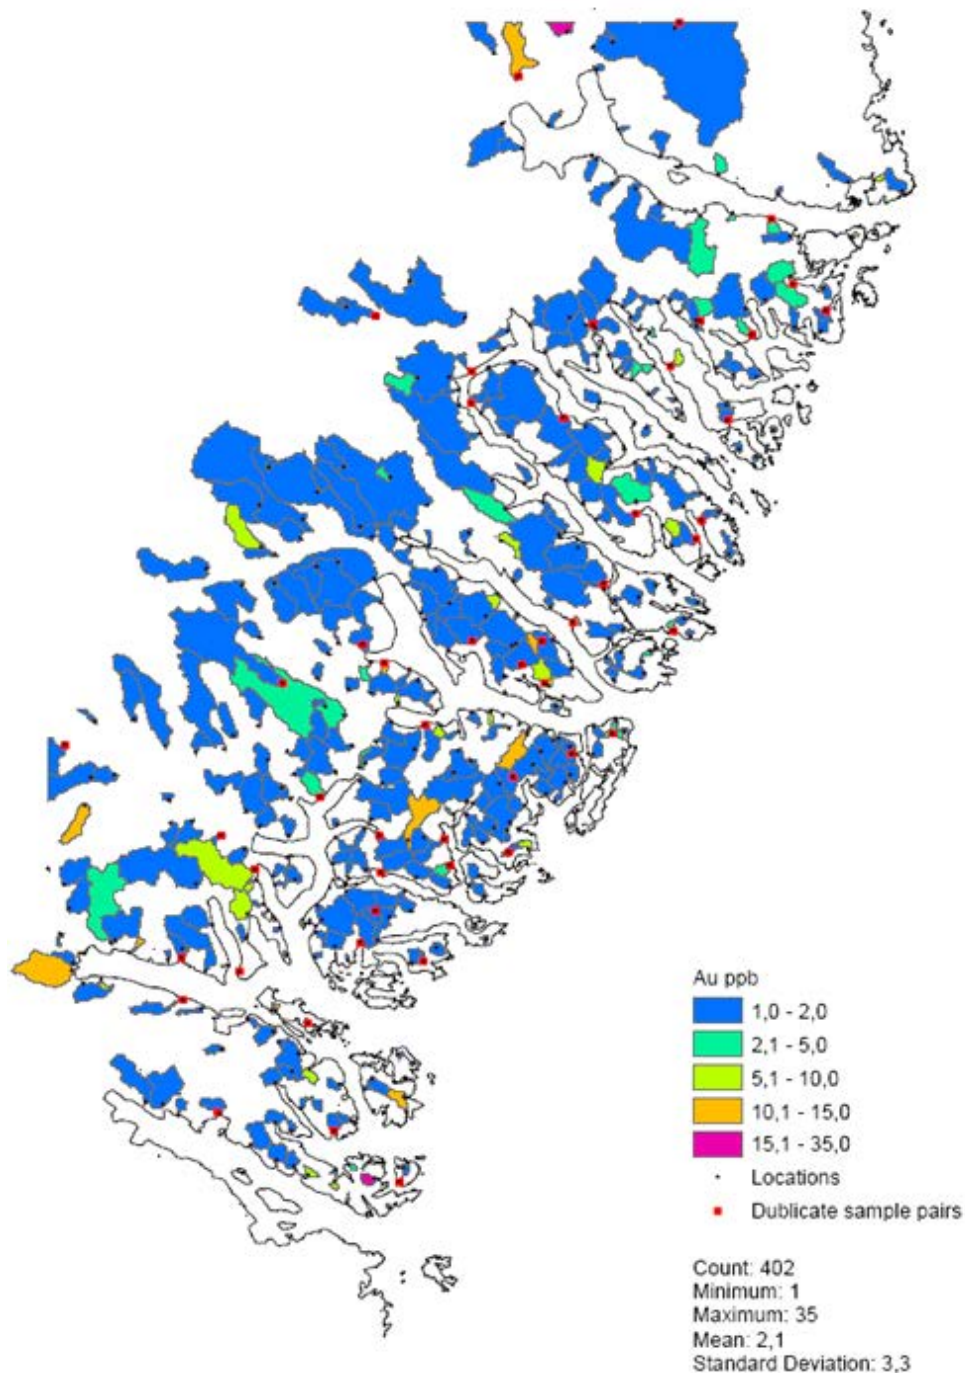 Au ppb
1,0 - 2,0
2,1 - 5,0
5,1 - 10,0
10,1 - 15,0
15,1 - 35,0
Locations
Dublicate sample pairs
Count: 402
Minimum: 1
Maximum: 35
Mean: 2,1
Standard Deviation: 3,3